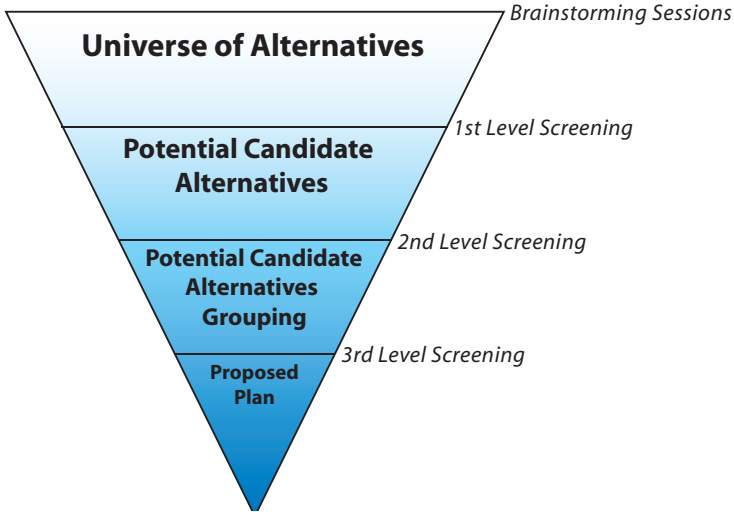 Brainstorming Sessions
Universe of Alternatives
1st Level Screening
Potential Candidate
Alternatives
2nd Level Screening
Potential Candidate
Alternatives
Grouping
3rd Level Screening
Proposed
Plan